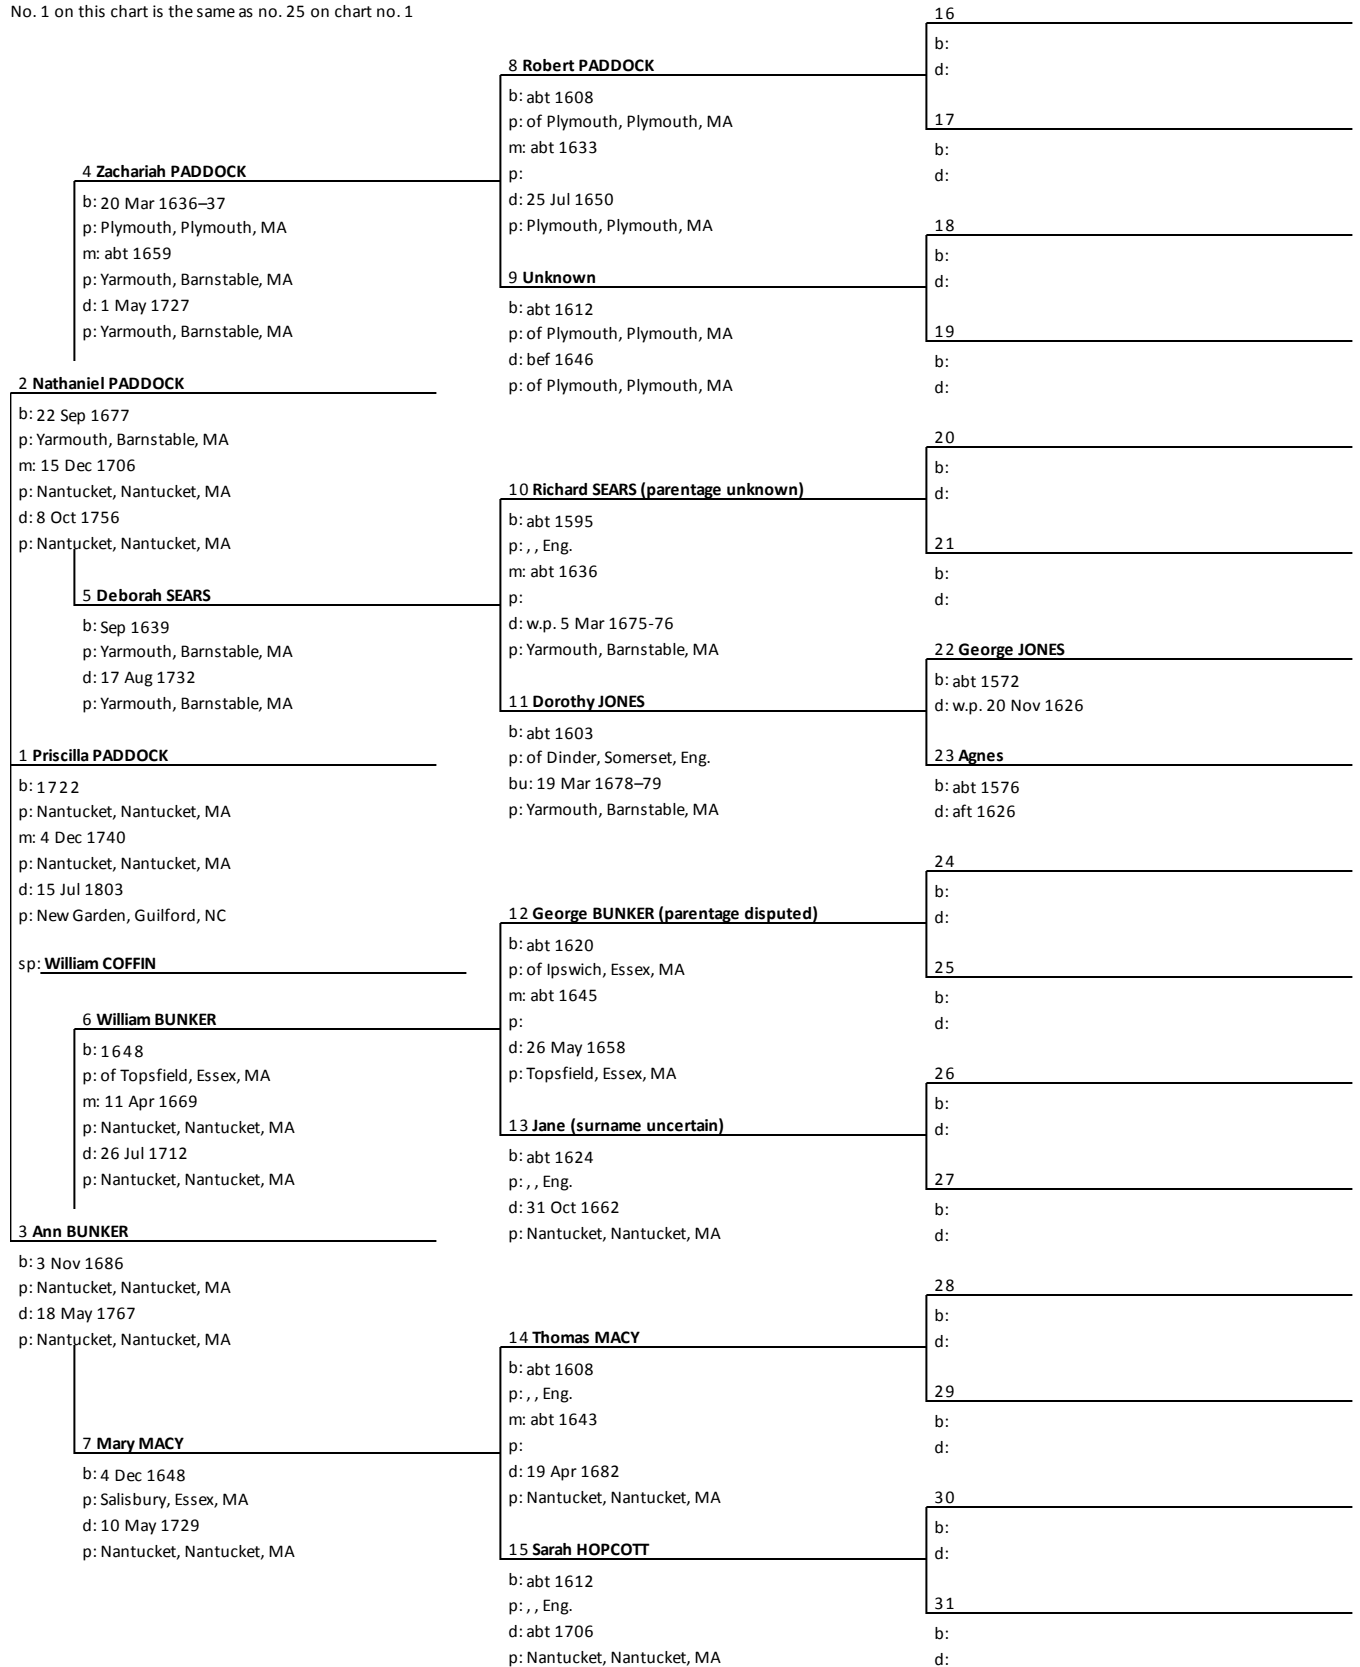 No. 1 on this chart is the same as no. 25 on chart no. 1
1 Priscilla PADDOCK
b: 1722
p: Nantucket, Nantucket, MA
m: 4 Dec 1740
p: Nantucket, Nantucket, MA
d: 15 Jul 1803
p: New Garden, Guilford, NC
sp: William COFFIN
2 Nathaniel PADDOCK
b: 22 Sep 1677
p: Yarmouth, Barnstable, MA
m: 15 Dec 1706
p: Nantucket, Nantucket, MA
d: 8 Oct 1756
p: Nantucket, Nantucket, MA
3 Ann BUNKER
b: 3 Nov 1686
p: Nantucket, Nantucket, MA
d: 18 May 1767
p: Nantucket, Nantucket, MA
4 Zachariah PADDOCK
b: 20 Mar 1636–37
p: Plymouth, Plymouth, MA
m: abt 1659
p: Yarmouth, Barnstable, MA
d: 1 May 1727
p: Yarmouth, Barnstable, MA
5 Deborah SEARS
b: Sep 1639
p: Yarmouth, Barnstable, MA
d: 17 Aug 1732
p: Yarmouth, Barnstable, MA
6 William BUNKER
b: 1648
p: of Topsfield, Essex, MA
m: 11 Apr 1669
p: Nantucket, Nantucket, MA
d: 26 Jul 1712
p: Nantucket, Nantucket, MA
7 Mary MACY
b: 4 Dec 1648
p: Salisbury, Essex, MA
d: 10 May 1729
p: Nantucket, Nantucket, MA
8 Robert PADDOCK
b: abt 1608
p: of Plymouth, Plymouth, MA
m: abt 1633
p:
d: 25 Jul 1650
p: Plymouth, Plymouth, MA
9 Unknown
b: abt 1612
p: of Plymouth, Plymouth, MA
d: bef 1646
p: of Plymouth, Plymouth, MA
10 Richard SEARS (parentage unknown)
b: abt 1595
p: , , Eng.
m: abt 1636
p:
d: w.p. 5 Mar 1675-76
p: Yarmouth, Barnstable, MA
11 Dorothy JONES
b: abt 1603
p: of Dinder, Somerset, Eng.
bu: 19 Mar 1678–79
p: Yarmouth, Barnstable, MA
12 George BUNKER (parentage disputed)
b: abt 1620
p: of Ipswich, Essex, MA
m: abt 1645
p:
d: 26 May 1658
p: Topsfield, Essex, MA
13 Jane (surname uncertain)
b: abt 1624
p: , , Eng.
d: 31 Oct 1662
p: Nantucket, Nantucket, MA
14 Thomas MACY
b: abt 1608
p: , , Eng.
m: abt 1643
p:
d: 19 Apr 1682
p: Nantucket, Nantucket, MA
15 Sarah HOPCOTT
b: abt 1612
p: , , Eng.
d: abt 1706
p: Nantucket, Nantucket, MA
16
b:
d:
17
b:
d:
18
b:
d:
19
b:
d:
20
b:
d:
21
b:
d:
22 George JONES
b: abt 1572
d: w.p. 20 Nov 1626
23 Agnes
b: abt 1576
d: aft 1626
24
b:
d:
25
b:
d:
26
b:
d:
27
b:
d:
28
b:
d:
29
b:
d:
30
b:
d:
31
b:
d: